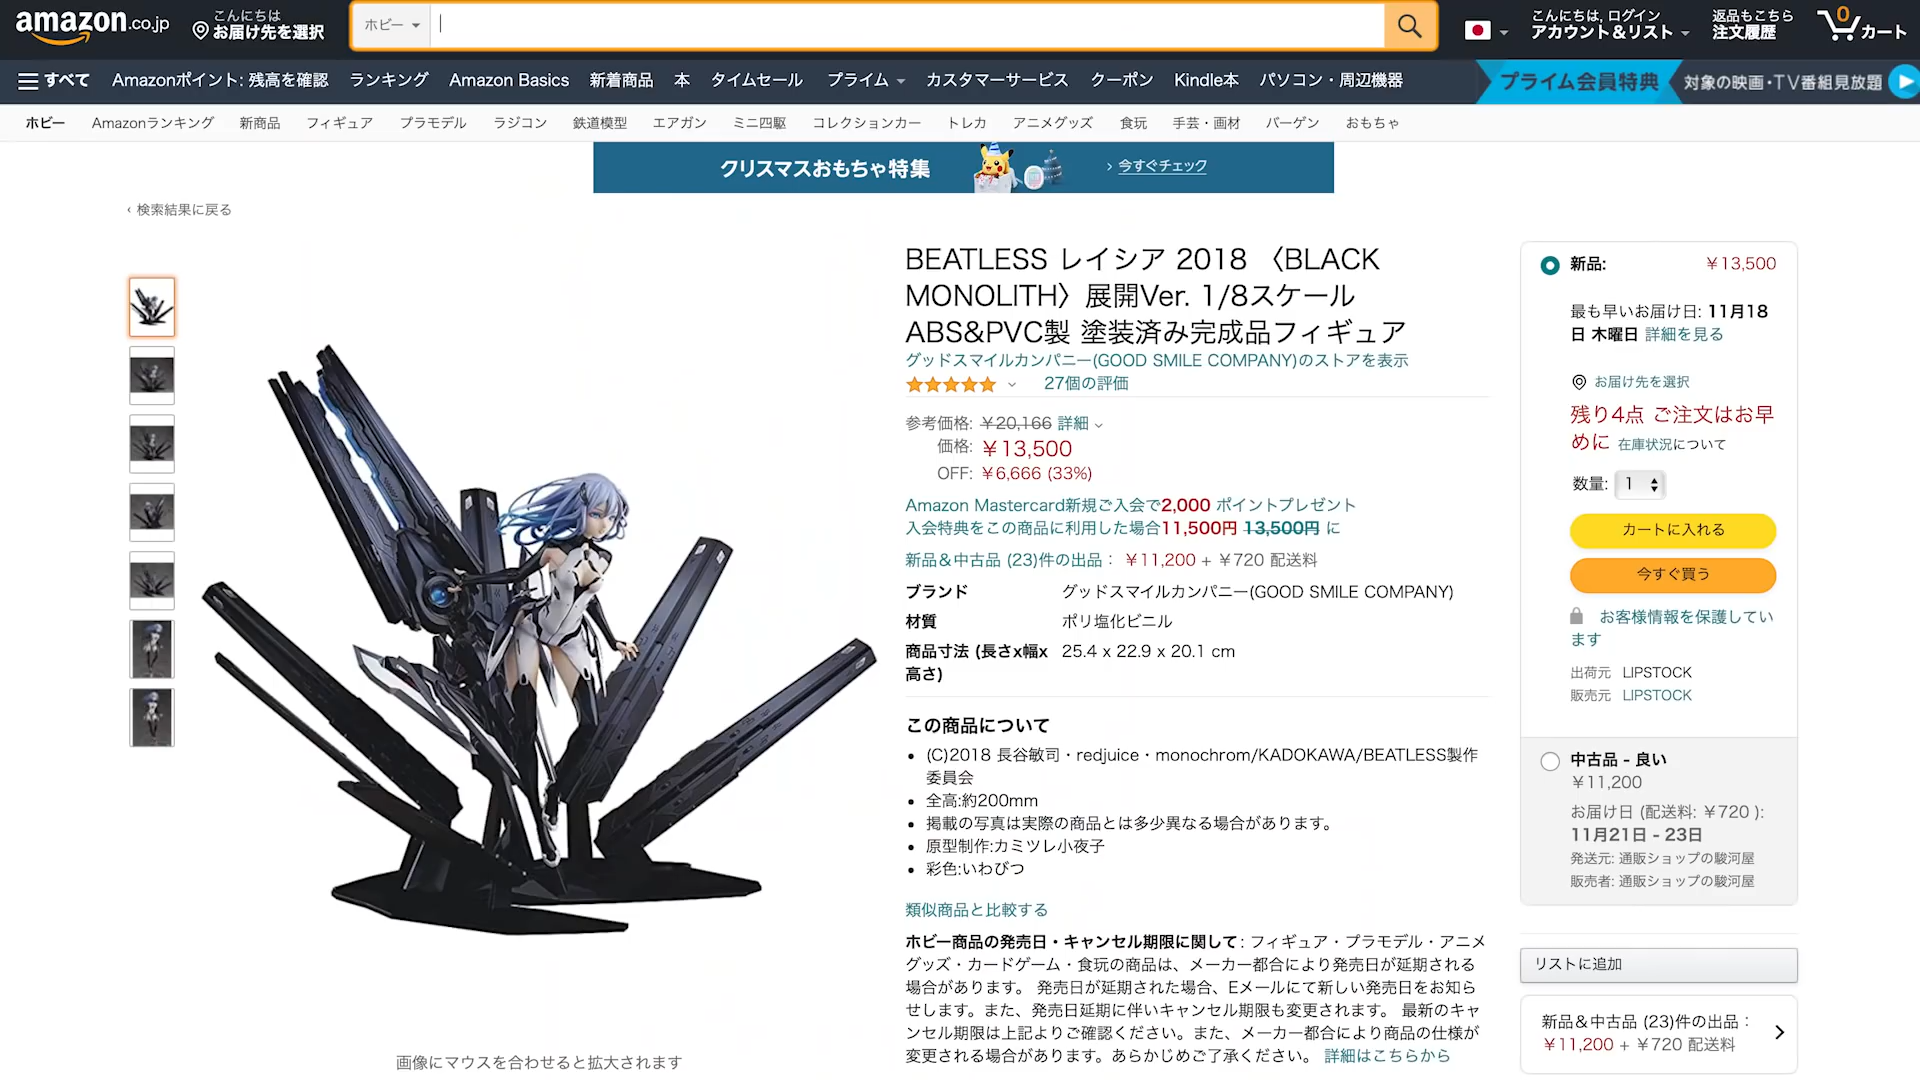 amazon.co.jp
こんにちは
お届け先を選択
ホビー
こんにちは, ログイン
アカウント&リスト
返品もこちら
注文履歴
0
カート
すべて
Amazonポイント: 残高を確認
ランキング
Amazon Basics
新着商品
本
タイムセール
プライム
カスタマーサービス
クーポン
Kindle本
パソコン・周辺機器
プライム会員特典
対象の映画・TV番組見放題
ホビー
Amazonランキング
新商品
フィギュア
プラモデル
ラジコン
鉄道模型
エアガン
ミニ四駆
コレクションカー
トレカ
アニメグッズ
食玩
手芸・画材
バーゲン
おもちゃ
クリスマスおもちゃ特集
› 今すぐチェック
‹ 検索結果に戻る
BEATLESS レイシア 2018 〈BLACK
MONOLITH〉展開Ver. 1/8スケール
ABS&PVC製 塗装済み完成品フィギュア
グッドスマイルカンパニー(GOOD SMILE COMPANY)のストアを表示
27個の評価
参考価格: ￥20,166 詳細
価格: ￥13,500
OFF: ￥6,666 (33%)
Amazon Mastercard新規ご入会で2,000 ポイントプレゼント
入会特典をこの商品に利用した場合11,500円 13,500円 に
新品＆中古品 (23)件の出品： ￥11,200 + ￥720 配送料
ブランド グッドスマイルカンパニー(GOOD SMILE COMPANY)
材質 ポリ塩化ビニル
商品寸法 (長さx幅x 25.4 x 22.9 x 20.1 cm
高さ)
この商品について
(C)2018 長谷敏司・redjuice・monochrom/KADOKAWA/BEATLESS製作
委員会
全高:約200mm
掲載の写真は実際の商品とは多少異なる場合があります。
原型制作:カミツレ小夜子
彩色:いわびつ
類似商品と比較する
ホビー商品の発売日・キャンセル期限に関して: フィギュア・プラモデル・アニメ
グッズ・カードゲーム・食玩の商品は、メーカー都合により発売日が延期される
場合があります。 発売日が延期された場合、Eメールにて新しい発売日をお知ら
せします。また、発売日延期に伴いキャンセル期限も変更されます。 最新のキャ
ンセル期限は上記よりご確認ください。また、メーカー都合により商品の仕様が
変更される場合があります。あらかじめご了承ください。 詳細はこちらから
画像にマウスを合わせると拡大されます
新品: ￥13,500
最も早いお届け日: 11月18
日 木曜日 詳細を見る
お届け先を選択
残り4点 ご注文はお早
めに 在庫状況について
数量: 1
カートに入れる
今すぐ買う
お客様情報を保護してい
ます
出荷元 LIPSTOCK
販売元 LIPSTOCK
中古品 - 良い
￥11,200
お届け日 (配送料: ￥720 ):
11月21日 - 23日
発送元: 通販ショップの駿河屋
販売者: 通販ショップの駿河屋
リストに追加
新品＆中古品 (23)件の出品：
￥11,200 + ￥720 配送料